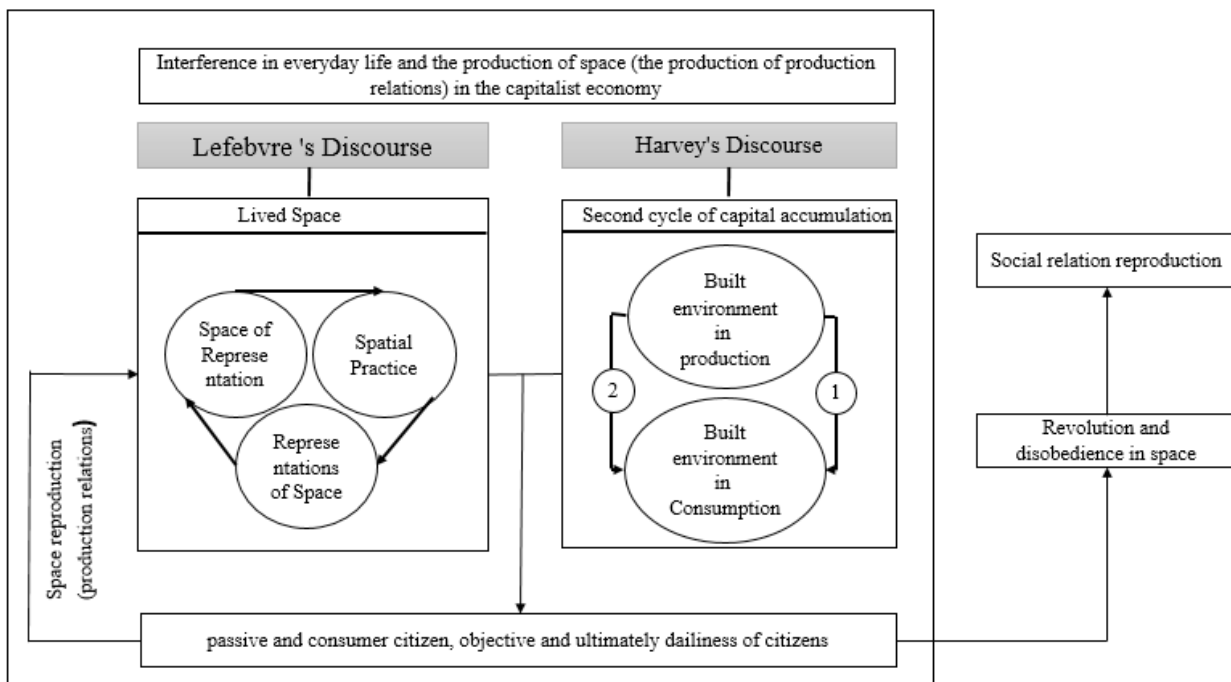 Interference in everyday life and the production of space (the production of production
relations) in the capitalist economy
Lefebvre 's Discourse
Harvey's Discourse
Lived Space
Second cycle of capital accumulation
Space of
Represe
ntation
Spatial
Practice
Represe
ntations
of Space
Built
environment
in
production
2
1
Built
environment
in
Consumption
Social relation reproduction
Revolution and
disobedience in space
Space reproduction
(production relations)
passive and consumer citizen, objective and ultimately dailiness of citizens